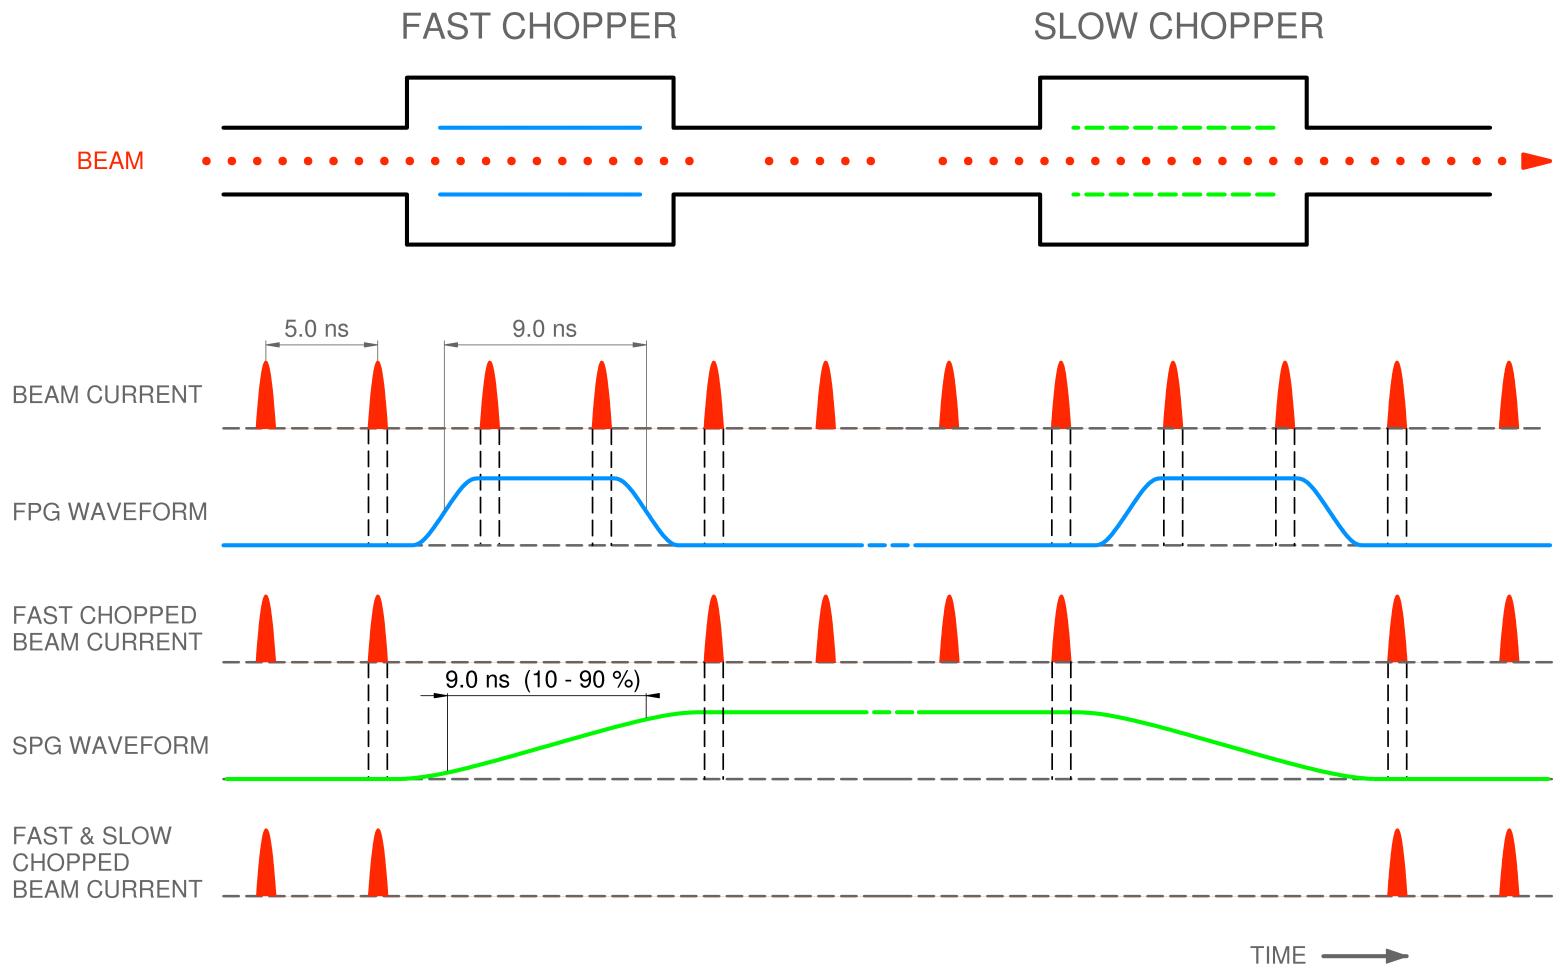 FAST CHOPPER
SLOW CHOPPER
BEAM
5.0 ns
9.0 ns
BEAM CURRENT
FPG WAVEFORM
FAST CHOPPED
BEAM CURRENT
9.0 ns (10 - 90 %)
SPG WAVEFORM
FAST & SLOW
CHOPPED
BEAM CURRENT
TIME